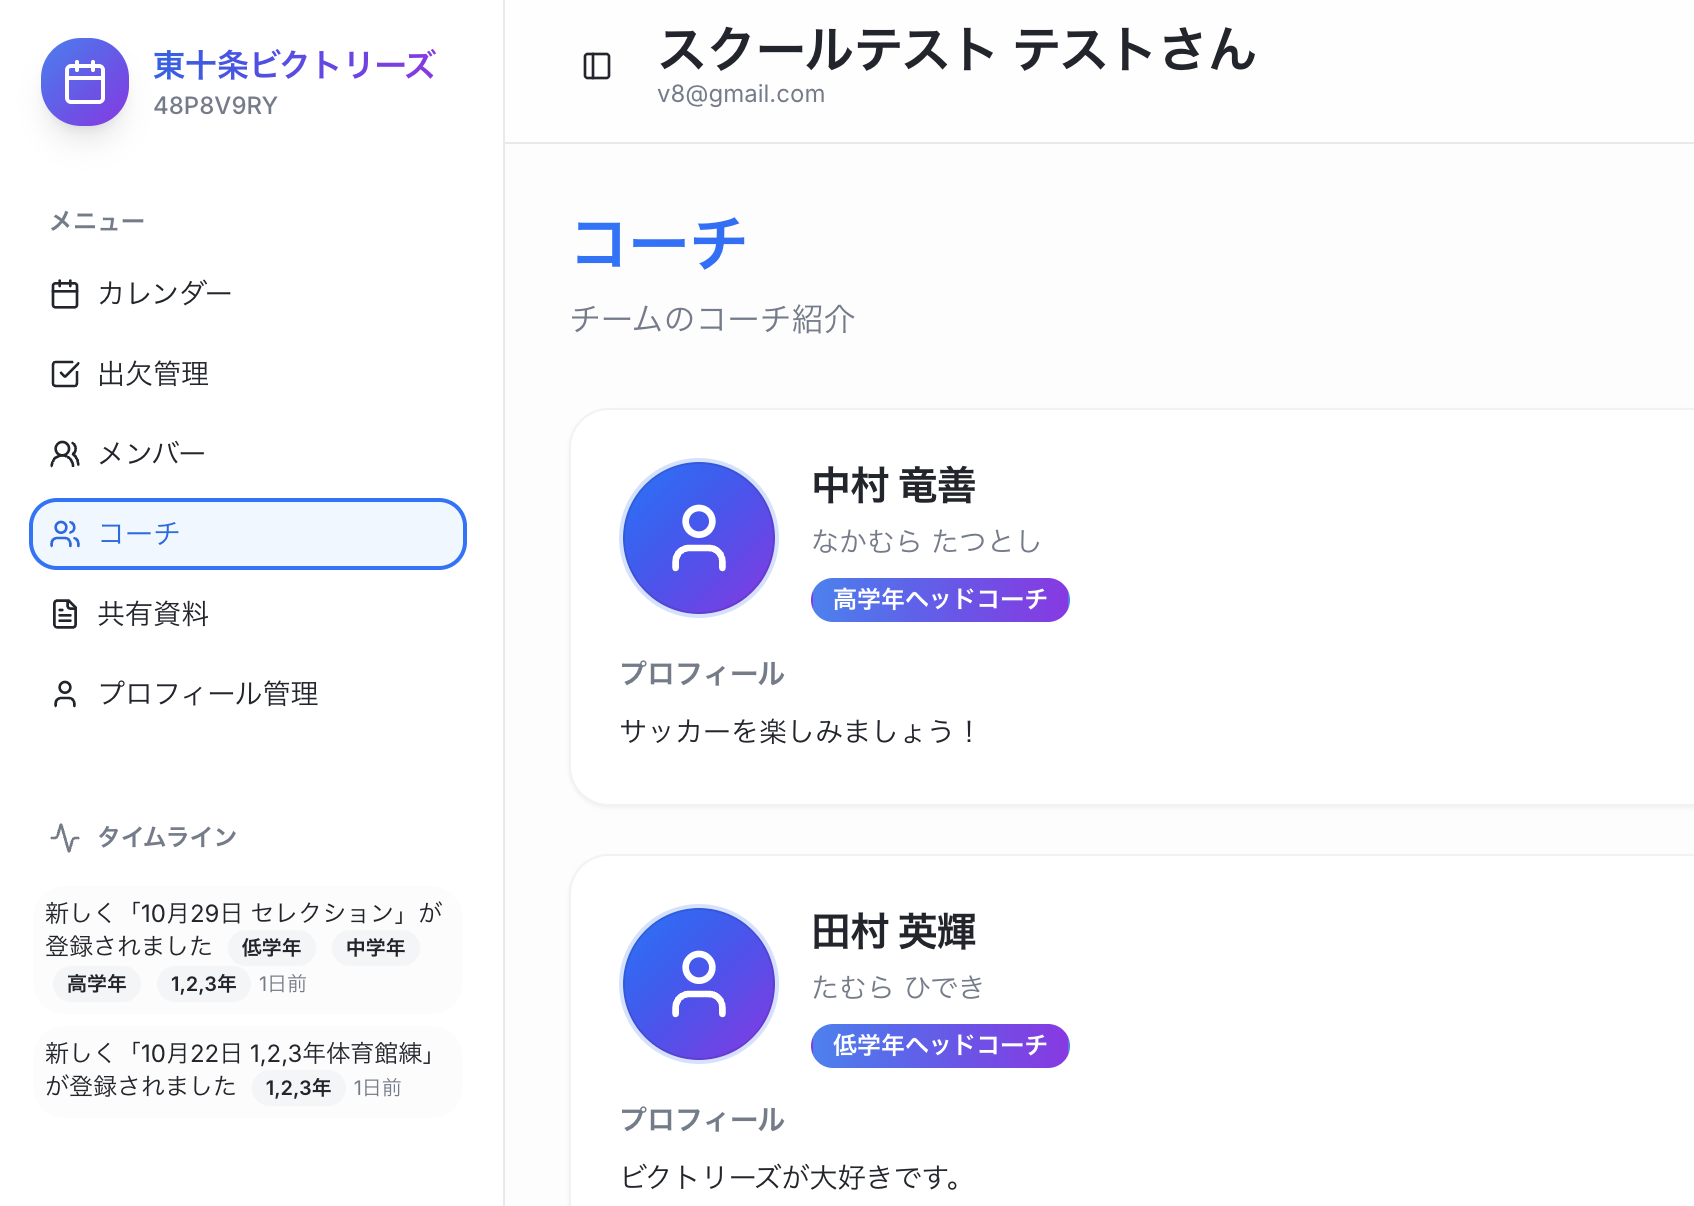 東十条ビクトリーズ
48P8V9RY
メニュー
カレンダー
出欠管理
メンバー
コーチ
共有資料
プロフィール管理
タイムライン
新しく「10月29日 セレクション」が
登録されました 低学年 中学年
高学年 1,2,3年 1日前
新しく「10月22日 1,2,3年体育館練」
が登録されました 1,2,3年 1日前
スクールテスト テストさん
v8@gmail.com
コーチ
チームのコーチ紹介
中村 竜善
なかむら たつとし
高学年ヘッドコーチ
プロフィール
サッカーを楽しみましょう！
田村 英輝
たむら ひでき
低学年ヘッドコーチ
プロフィール
ビクトリーズが大好きです。